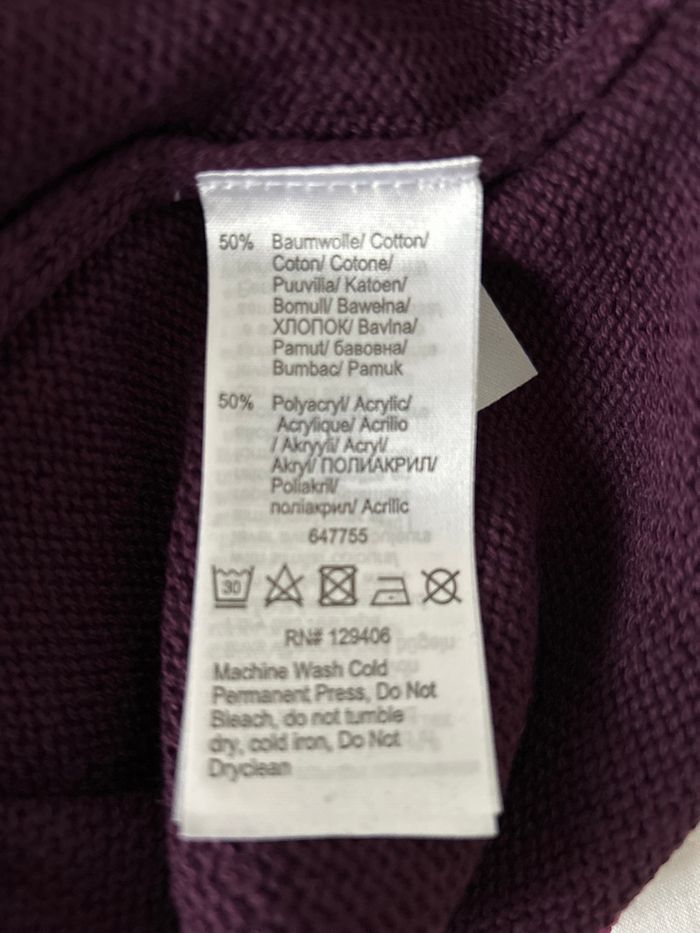 50% Baumwolle/ Cotton/
Coton/ Cotone/
Puuvilla/ Katoen/
Bomull/ Bawełna/
ХЛОПОК/ Bavlna/
Pamut/ бавовна/
Bumbac/ Pamuk
50% Polyacryl/ Acrylic/
Acrylique/ Acrilio
/ Akryyli/ Acryl/
Akryl/ ПОЛИАКРИЛ/
Poliakril/
поліакрил/ Acrilic
647755
30
RN# 129406
Machine Wash Cold
Permanent Press, Do Not
Bleach, do not tumble
dry, cold iron, Do Not
Dryclean